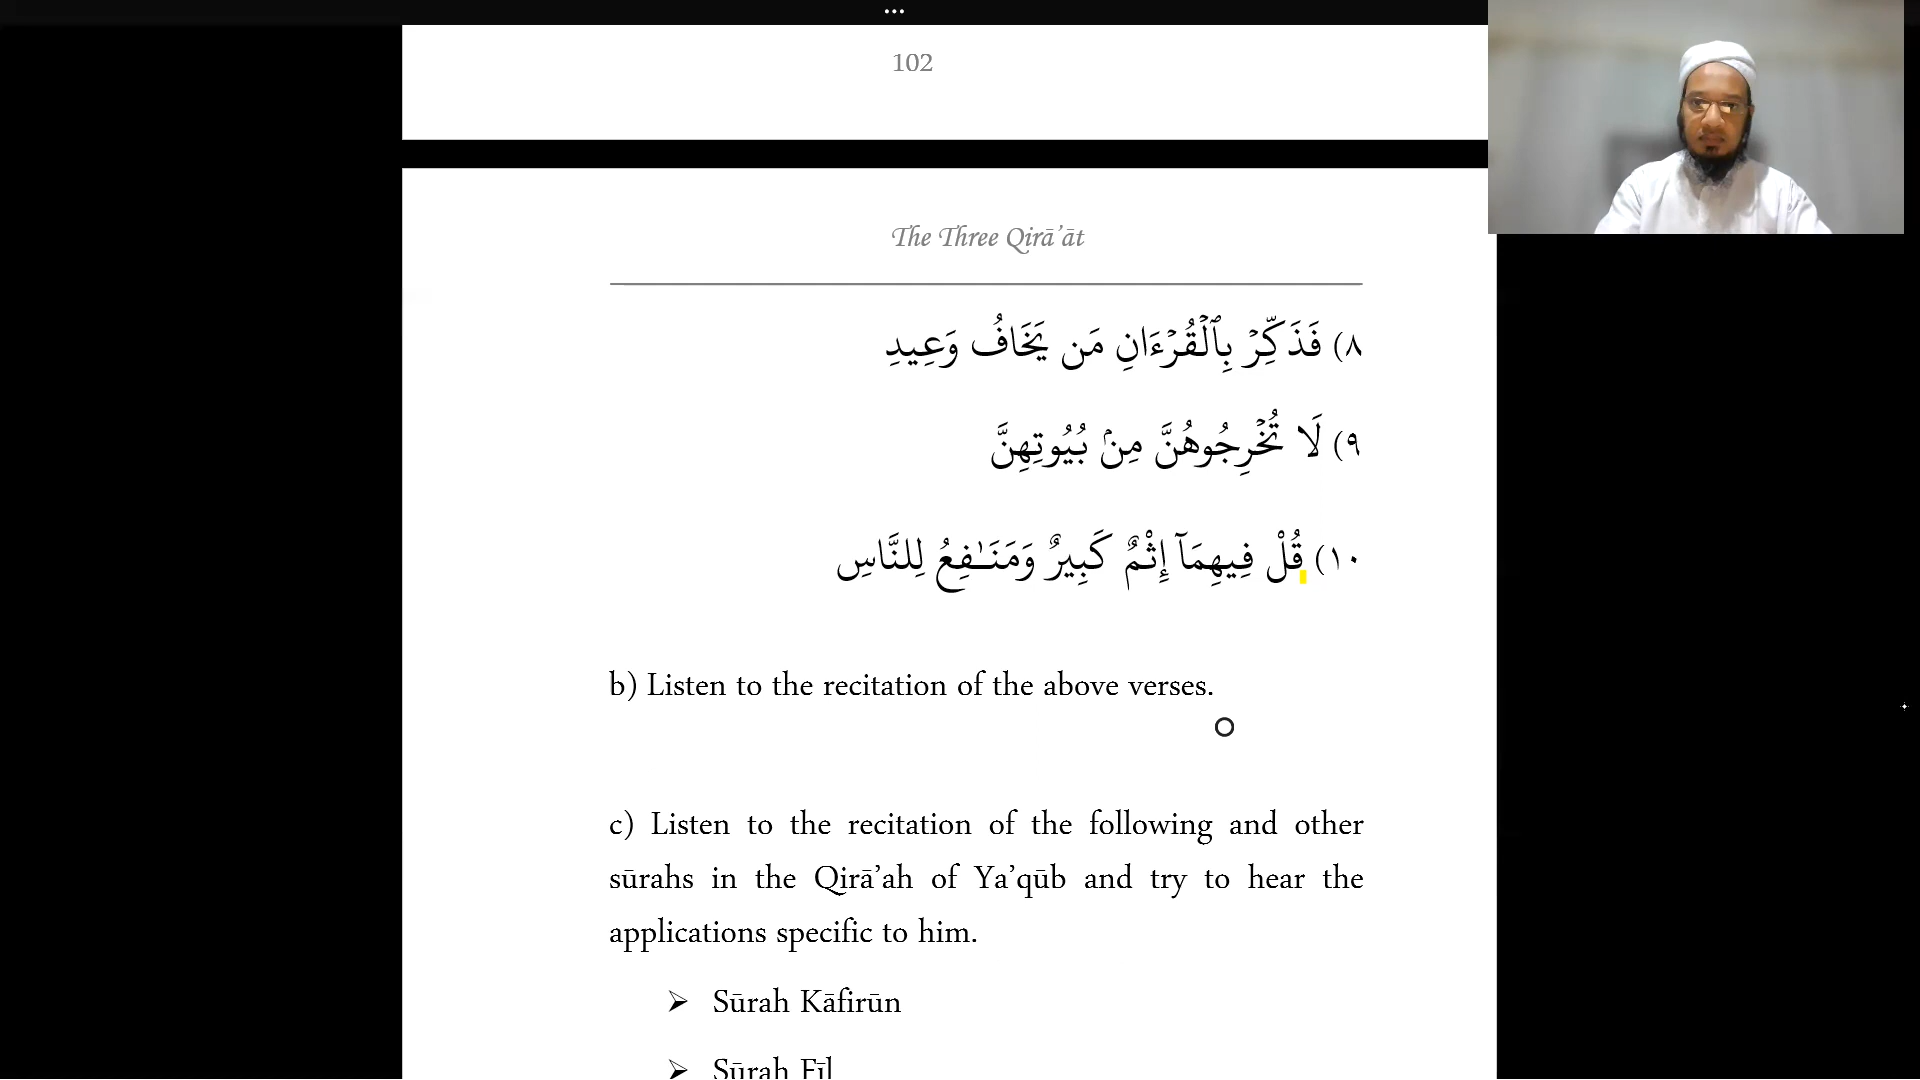 ...
102
The Three Qirā’āt
٨) فَذَكِّرۡ بِٱلۡقُرۡءَانِ مَن يَخَافُ وَعِيدِ
٩) لَا تُخۡرِجُوهُنَّ مِنۢ بُيُوتِهِنَّ
١٠) قُلْ فِيهِمَآ إِثْمٌ كَبِيرٌ وَمَنَـٰفِعُ لِلنَّاسِ
b) Listen to the recitation of the above verses.
c) Listen to the recitation of the following and other
sūrahs in the Qirā’ah of Ya’qūb and try to hear the
applications specific to him.
➢ Sūrah Kāfirūn
➢ Sūrah Fīl